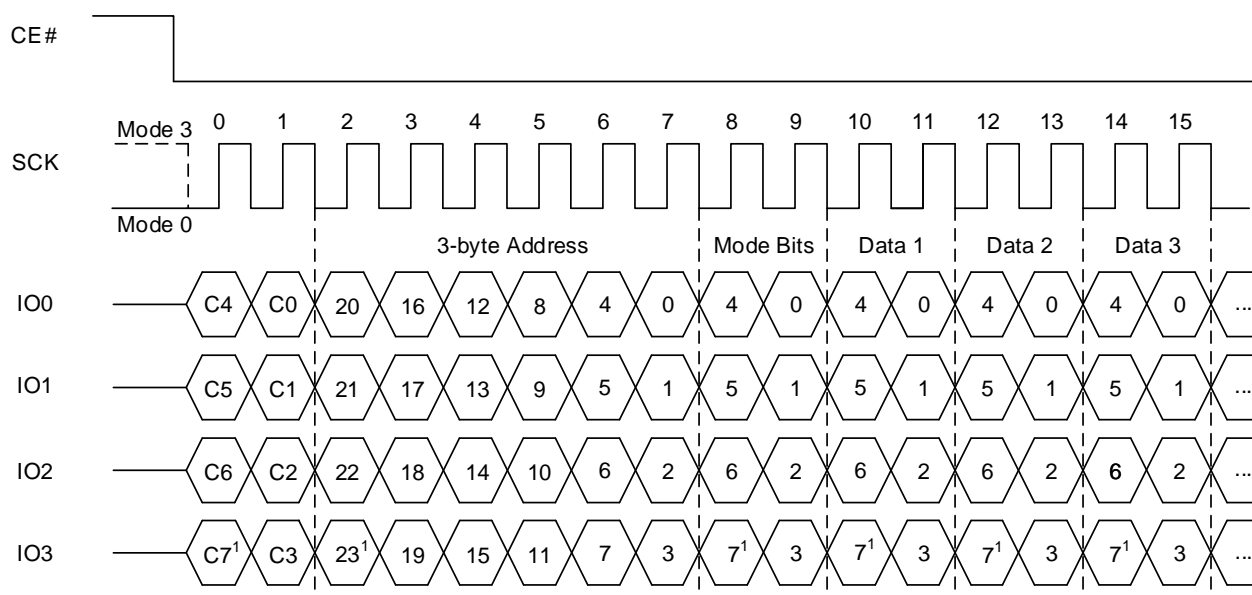 CE#
Mode 3 0 1 2 3 4 5 6 7 8 9 10 11 12 13 14 15
SCK
Mode 0
3-byte Address Mode Bits Data 1 Data 2 Data 3
IO0 C4 C0 20 16 12 8 4 0 4 0 4 0 4 0 4 0 ...
IO1 C5 C1 21 17 13 9 5 1 5 1 5 1 5 1 5 1 ...
IO2 C6 C2 22 18 14 10 6 2 6 2 6 2 6 2 6 2 ...
IO3 C7¹ C3 23¹ 19 15 11 7 3 7¹ 3 7¹ 3 7¹ 3 7¹ 3 ...